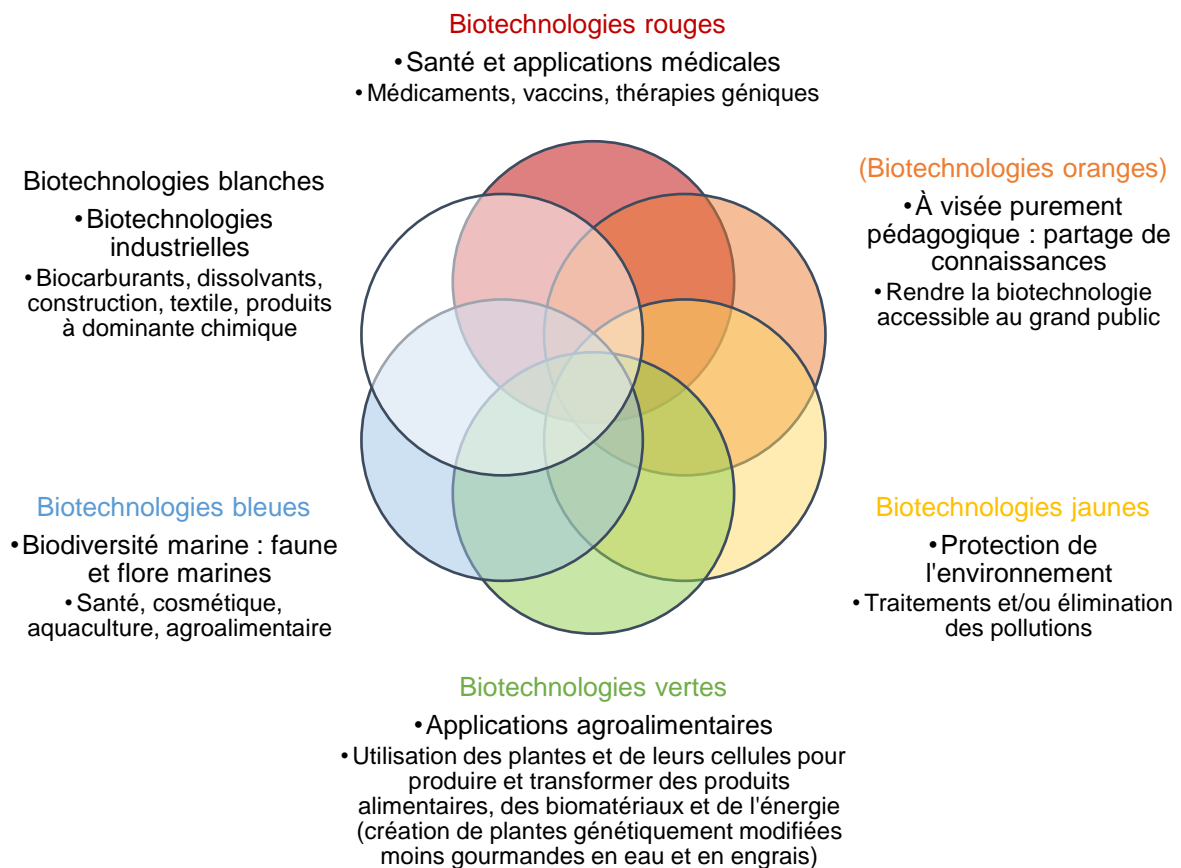 Biotechnologies rouges
•Santé et applications médicales
•Médicaments, vaccins, thérapies géniques
(Biotechnologies oranges)
•À visée purement
pédagogique : partage de
connaissances
•Rendre la biotechnologie
accessible au grand public
Biotechnologies jaunes
•Protection de
l'environnement
•Traitements et/ou élimination
des pollutions
Biotechnologies vertes
•Applications agroalimentaires
•Utilisation des plantes et de leurs cellules pour
produire et transformer des produits
alimentaires, des biomatériaux et de l'énergie
(création de plantes génétiquement modifiées
moins gourmandes en eau et en engrais)
Biotechnologies bleues
•Biodiversité marine : faune
et flore marines
•Santé, cosmétique,
aquaculture, agroalimentaire
Biotechnologies blanches
•Biotechnologies
industrielles
•Biocarburants, dissolvants,
construction, textile, produits
à dominante chimique